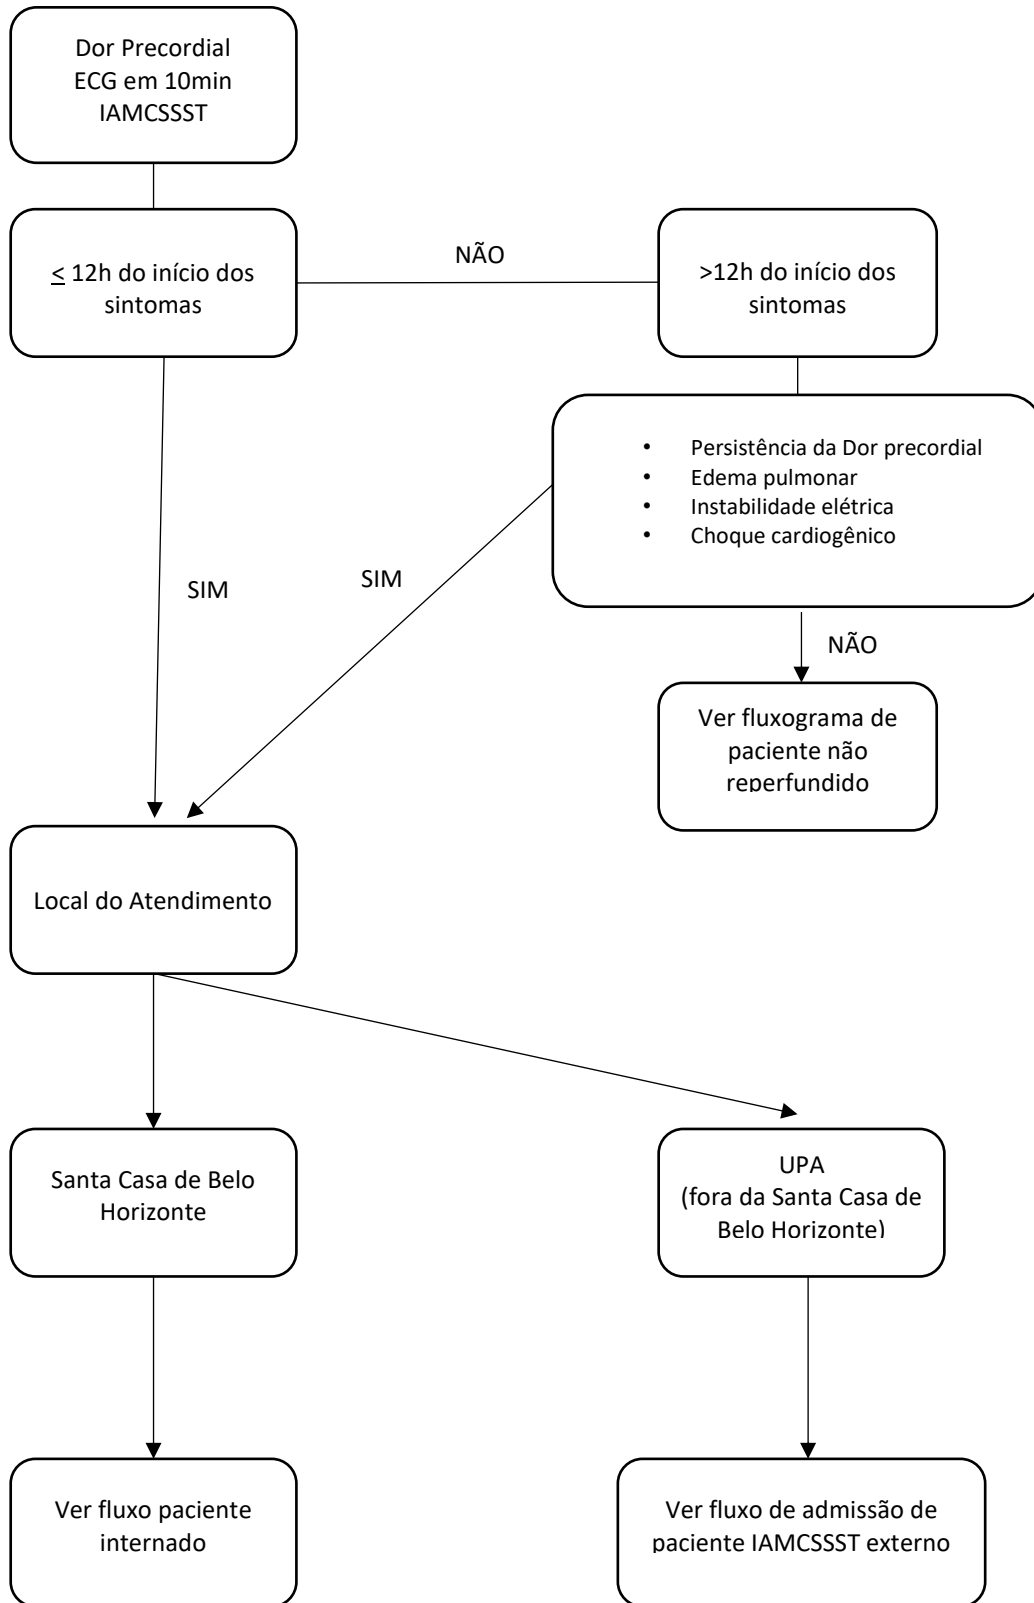 Dor Precordial
ECG em 10min
IAMCSSST
≤ 12h do início dos
sintomas
NÃO
>12h do início dos
sintomas
• Persistência da Dor precordial
• Edema pulmonar
• Instabilidade elétrica
• Choque cardiogênico
SIM
SIM
NÃO
Ver fluxograma de
paciente não
reperfundido
Local do Atendimento
Santa Casa de Belo
Horizonte
UPA
(fora da Santa Casa de
Belo Horizonte)
Ver fluxo paciente
internado
Ver fluxo de admissão de
paciente IAMCSSST externo